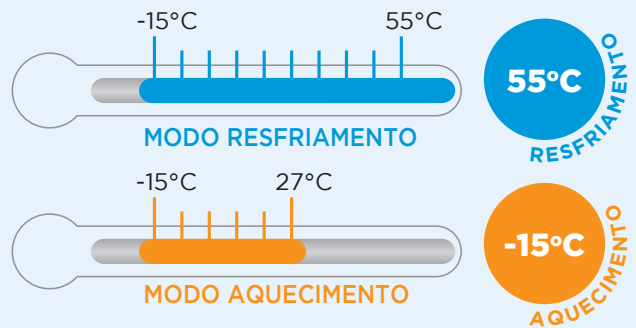 -15°C 55°C
MODO RESFRIAMENTO
55°C
RESFRIAMENTO
-15°C 27°C
MODO AQUECIMENTO
-15°C
AQUECIMENTO